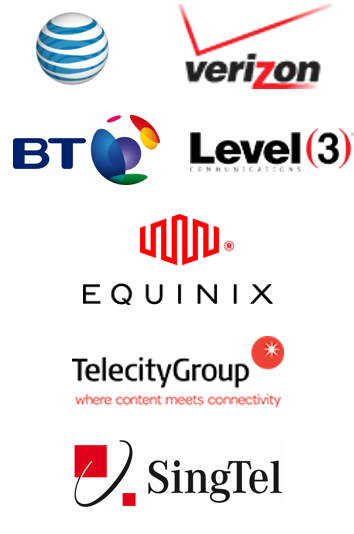 verizon
BT
Level (3)
COMMUNICATIONS
®
EQUINIX
TelecityGroup
where content meets connectivity
SingTel